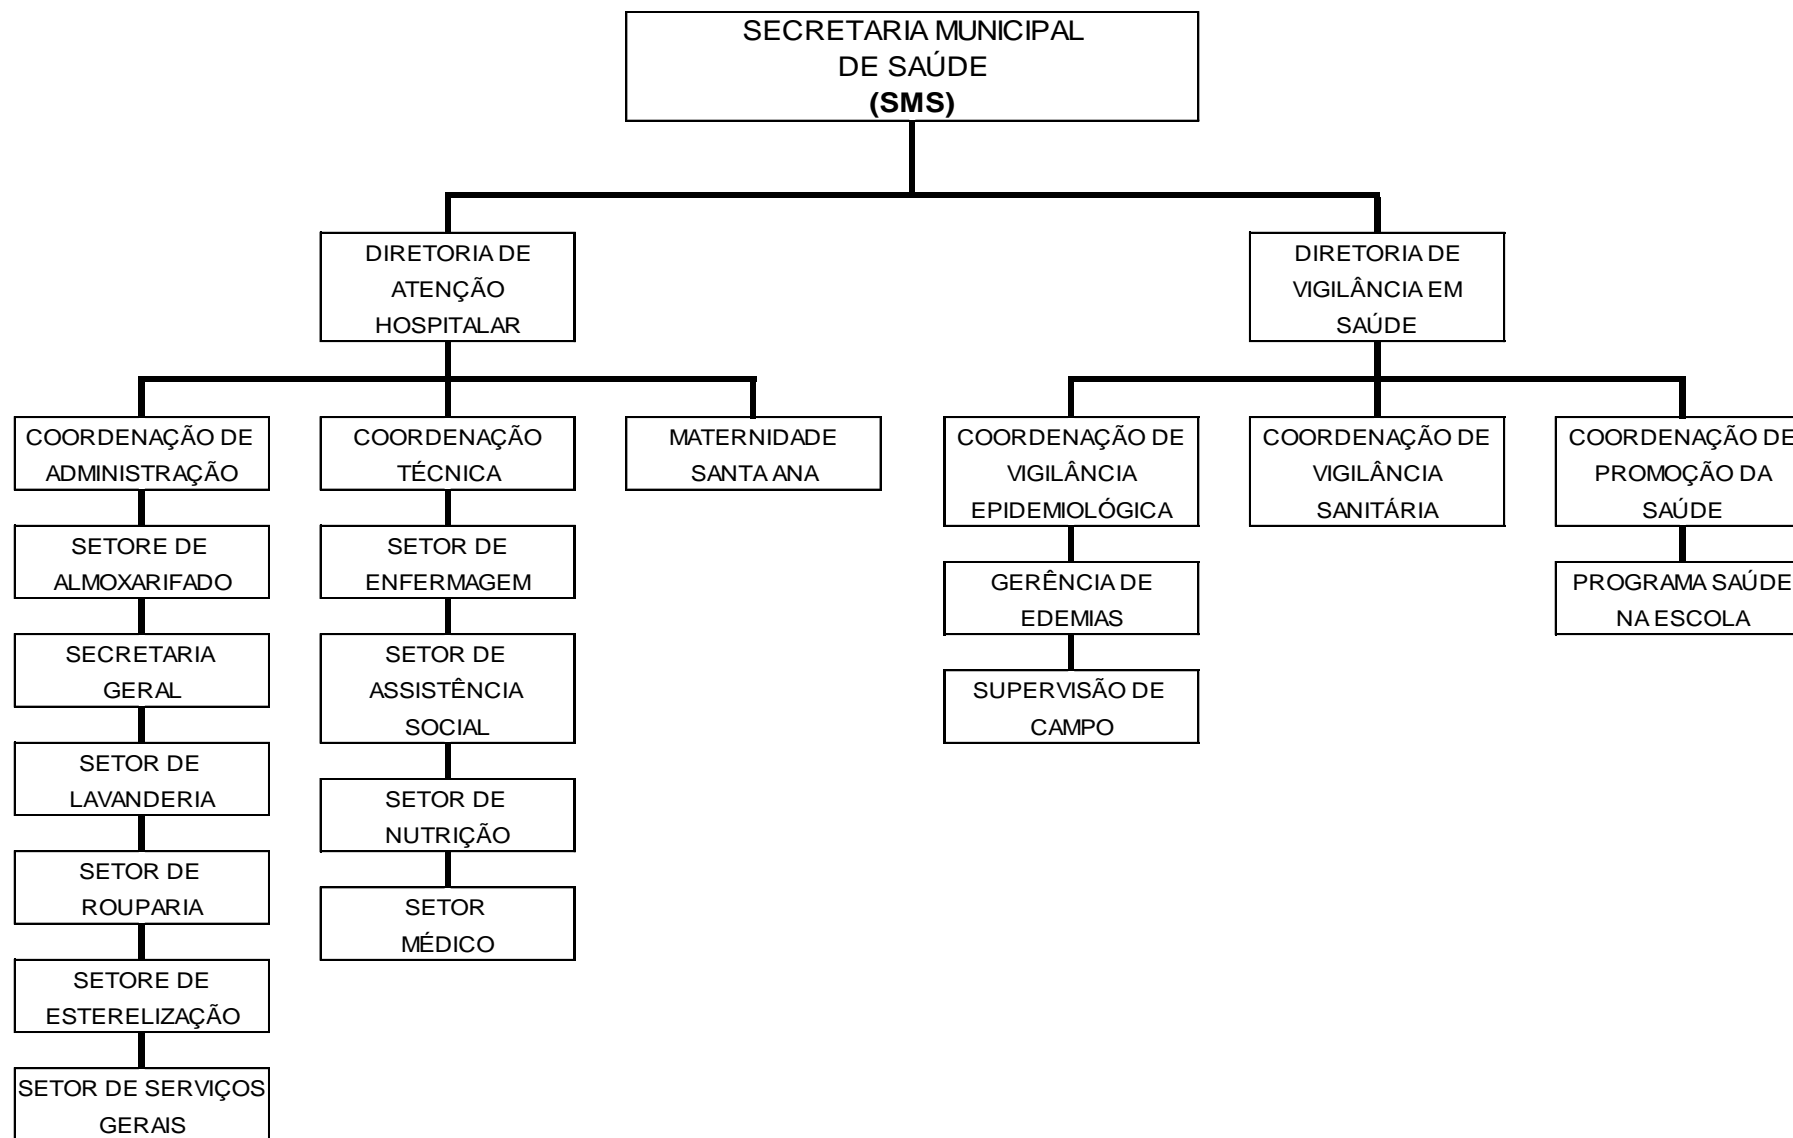 SECRETARIA MUNICIPAL
DE SAÚDE
(SMS)
DIRETORIA DE
ATENÇÃO
HOSPITALAR
DIRETORIA DE
VIGILÂNCIA EM
SAÚDE
COORDENAÇÃO DE
ADMINISTRAÇÃO
COORDENAÇÃO
TÉCNICA
MATERNIDADE
SANTA ANA
COORDENAÇÃO DE
VIGILÂNCIA
EPIDEMIOLÓGICA
COORDENAÇÃO DE
VIGILÂNCIA
SANITÁRIA
COORDENAÇÃO DE
PROMOÇÃO DA
SAÚDE
SETORE DE
ALMOXARIFADO
SETOR DE
ENFERMAGEM
GERÊNCIA DE
EDEMIAS
PROGRAMA SAÚDE
NA ESCOLA
SECRETARIA
GERAL
SETOR DE
ASSISTÊNCIA
SOCIAL
SUPERVISÃO DE
CAMPO
SETOR DE
LAVANDERIA
SETOR DE
NUTRIÇÃO
SETOR DE
ROUPARIA
SETOR
MÉDICO
SETORE DE
ESTERELIZAÇÃO
SETOR DE SERVIÇOS
GERAIS